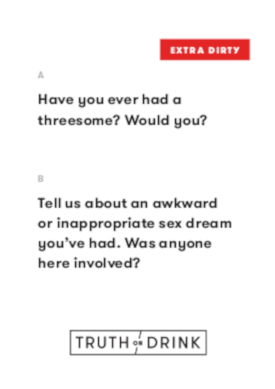 EXTRA DIRTY
A
Have you ever had a
threesome? Would you?
B
Tell us about an awkward
or inappropriate sex dream
you've had. Was anyone
here involved?
TRUTH OR DRINK